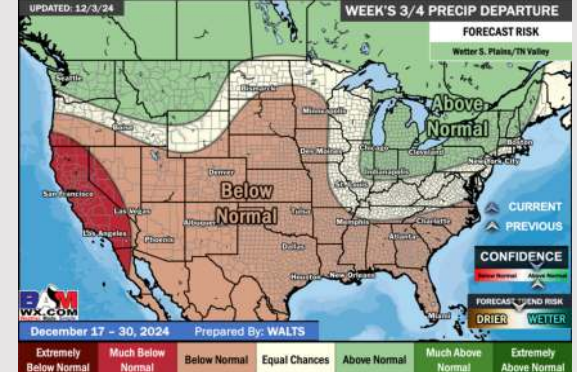 UPDATED: 12/3/24
WEEK'S 3/4 PRECIP DEPARTURE
FORECAST RISK
Wetter S. Plains/TN Valley
Seattle
Bismarck
Boise
Minneapolis
Above
Normal
Boston
Chicago
Cleveland
New York City
Des Moines
Indianapolis
San Francisco
Denver
St. Louis
Below
Normal
Las Vegas
Los Angeles
Albuquerque
Tulsa
Memphis
Charlotte
Phoenix
Atlanta
Dallas
Houston
New Orleans
Miami
CURRENT
PREVIOUS
CONFIDENCE
Below Normal
Above Normal
FORECAST TREND RISK
DRIER
WETTER
BAM
WX.COM
December 17 – 30, 2024
Prepared By: WALTS
Extremely
Below Normal
Much Below
Normal
Below Normal
Equal Chances
Above Normal
Much Above
Normal
Extremely
Above Normal